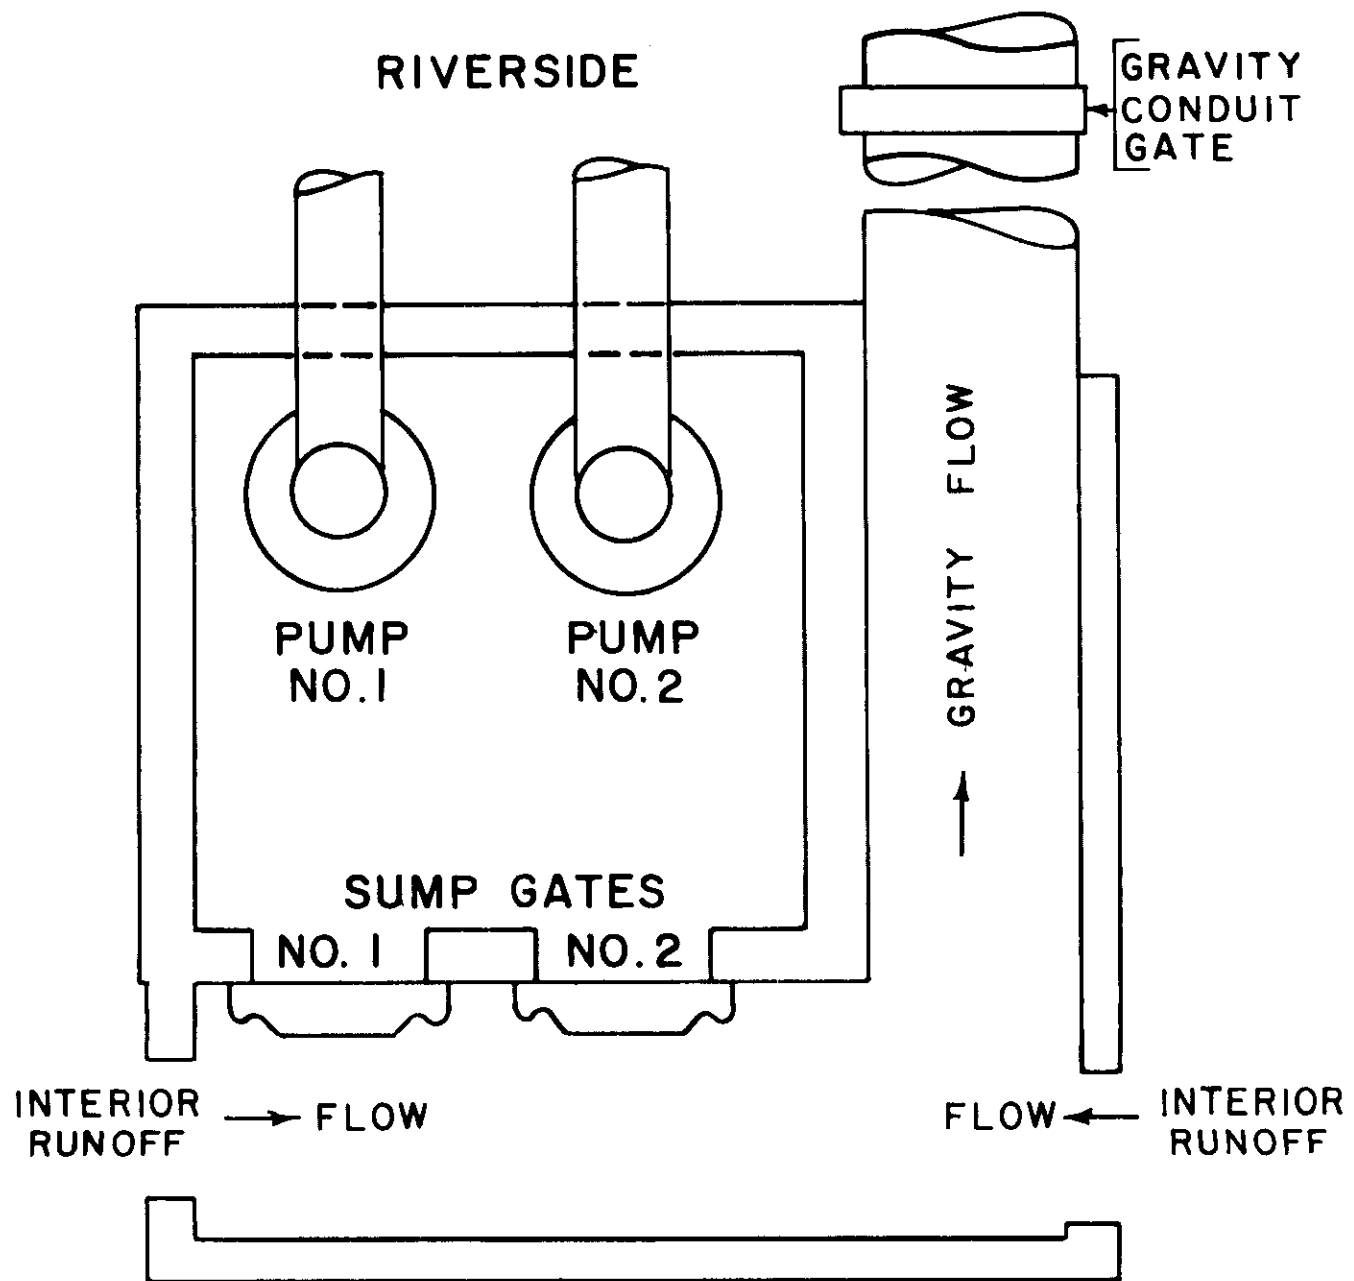 RIVERSIDE
GRAVITY
CONDUIT
GATE
GRAVITY FLOW
PUMP
NO. 1
PUMP
NO. 2
SUMP GATES
NO. 1
NO. 2
INTERIOR
RUNOFF
FLOW
FLOW
INTERIOR
RUNOFF